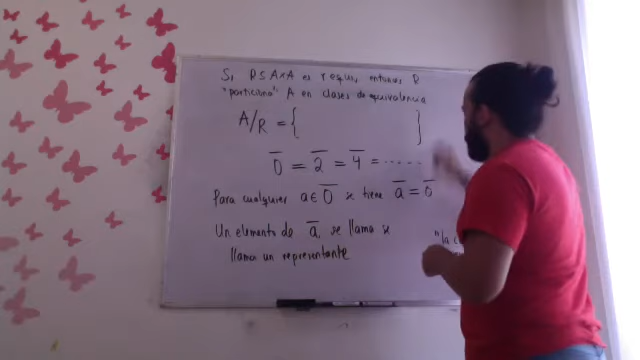 Si R ⊆ A×A es requiv, entonces R
"particiona" A en clases de equivalencia
A/R = {          }
0̅ = 2̅ = 4̅ = ......
Para cualquier a ∈ 0̅ se tiene a̅ = 0̅
Un elemento de a̅, se llama se
llama un representante